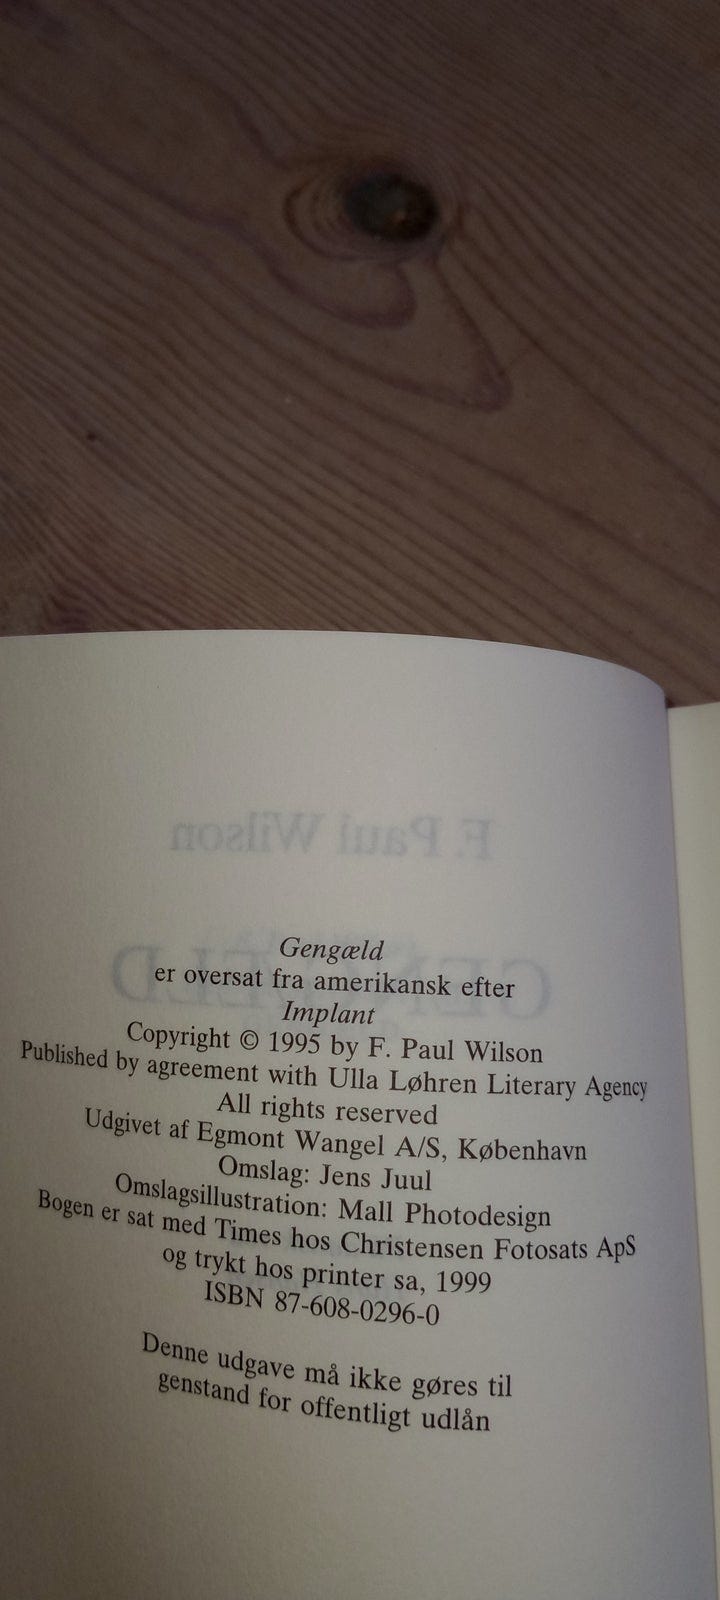 F. Paul Wilson
GENGÆLD
Gengæld
er oversat fra amerikansk efter
Implant
Copyright © 1995 by F. Paul Wilson
Published by agreement with Ulla Løhren Literary Agency
All rights reserved
Udgivet af Egmont Wangel A/S, København
Omslag: Jens Juul
Omslagsillustration: Mall Photodesign
Bogen er sat med Times hos Christensen Fotosats ApS
og trykt hos printer sa, 1999
ISBN 87-608-0296-0
Denne udgave må ikke gøres til
genstand for offentligt udlån